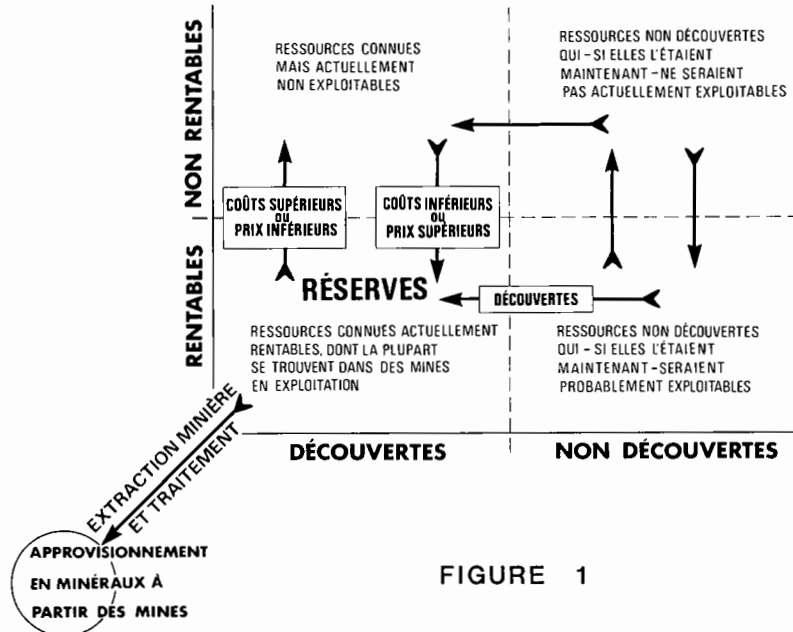 NON RENTABLES
RESSOURCES CONNUES
MAIS ACTUELLEMENT
NON EXPLOITABLES
RESSOURCES NON DÉCOUVERTES
QUI - SI ELLES L'ÉTAIENT
MAINTENANT - NE SERAIENT
PAS ACTUELLEMENT EXPLOITABLES
COÛTS SUPÉRIEURS
OU
PRIX INFÉRIEURS
COÛTS INFÉRIEURS
OU
PRIX SUPÉRIEURS
RENTABLES
RÉSERVES
DÉCOUVERTES
RESSOURCES CONNUES ACTUELLEMENT
RENTABLES, DONT LA PLUPART
SE TROUVENT DANS DES MINES
EN EXPLOITATION
RESSOURCES NON DÉCOUVERTES
QUI - SI ELLES L'ÉTAIENT
MAINTENANT - SERAIENT
PROBABLEMENT EXPLOITABLES
DÉCOUVERTES
NON DÉCOUVERTES
EXTRACTION MINIÈRE
ET TRAITEMENT
APPROVISIONNEMENT
EN MINÉRAUX À
PARTIR DES MINES
FIGURE 1